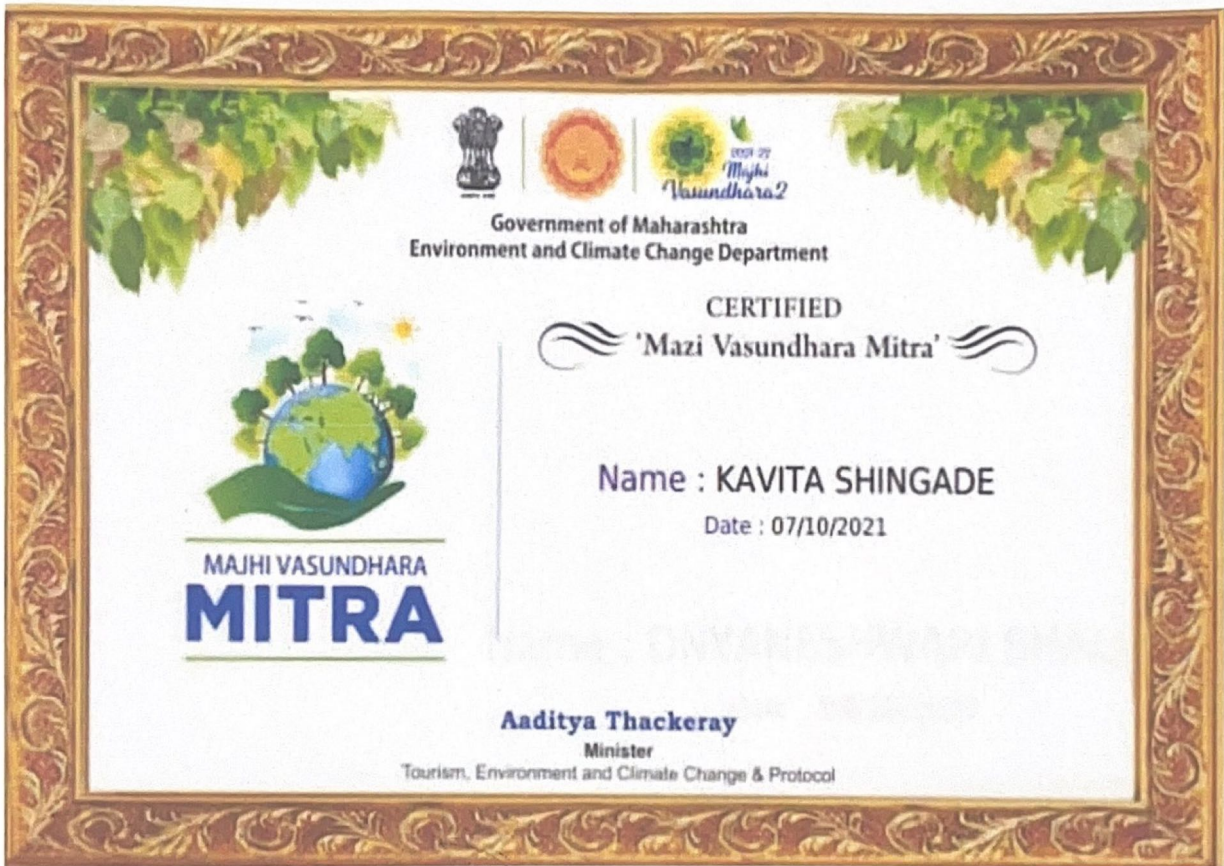 Majhi
Vasundhara2
Government of Maharashtra
Environment and Climate Change Department
CERTIFIED
'Mazi Vasundhara Mitra'
Name : KAVITA SHINGADE
Date : 07/10/2021
MAJHI VASUNDHARA
MITRA
Name :
Aaditya Thackeray
Minister
Tourism, Environment and Climate Change & Protocol